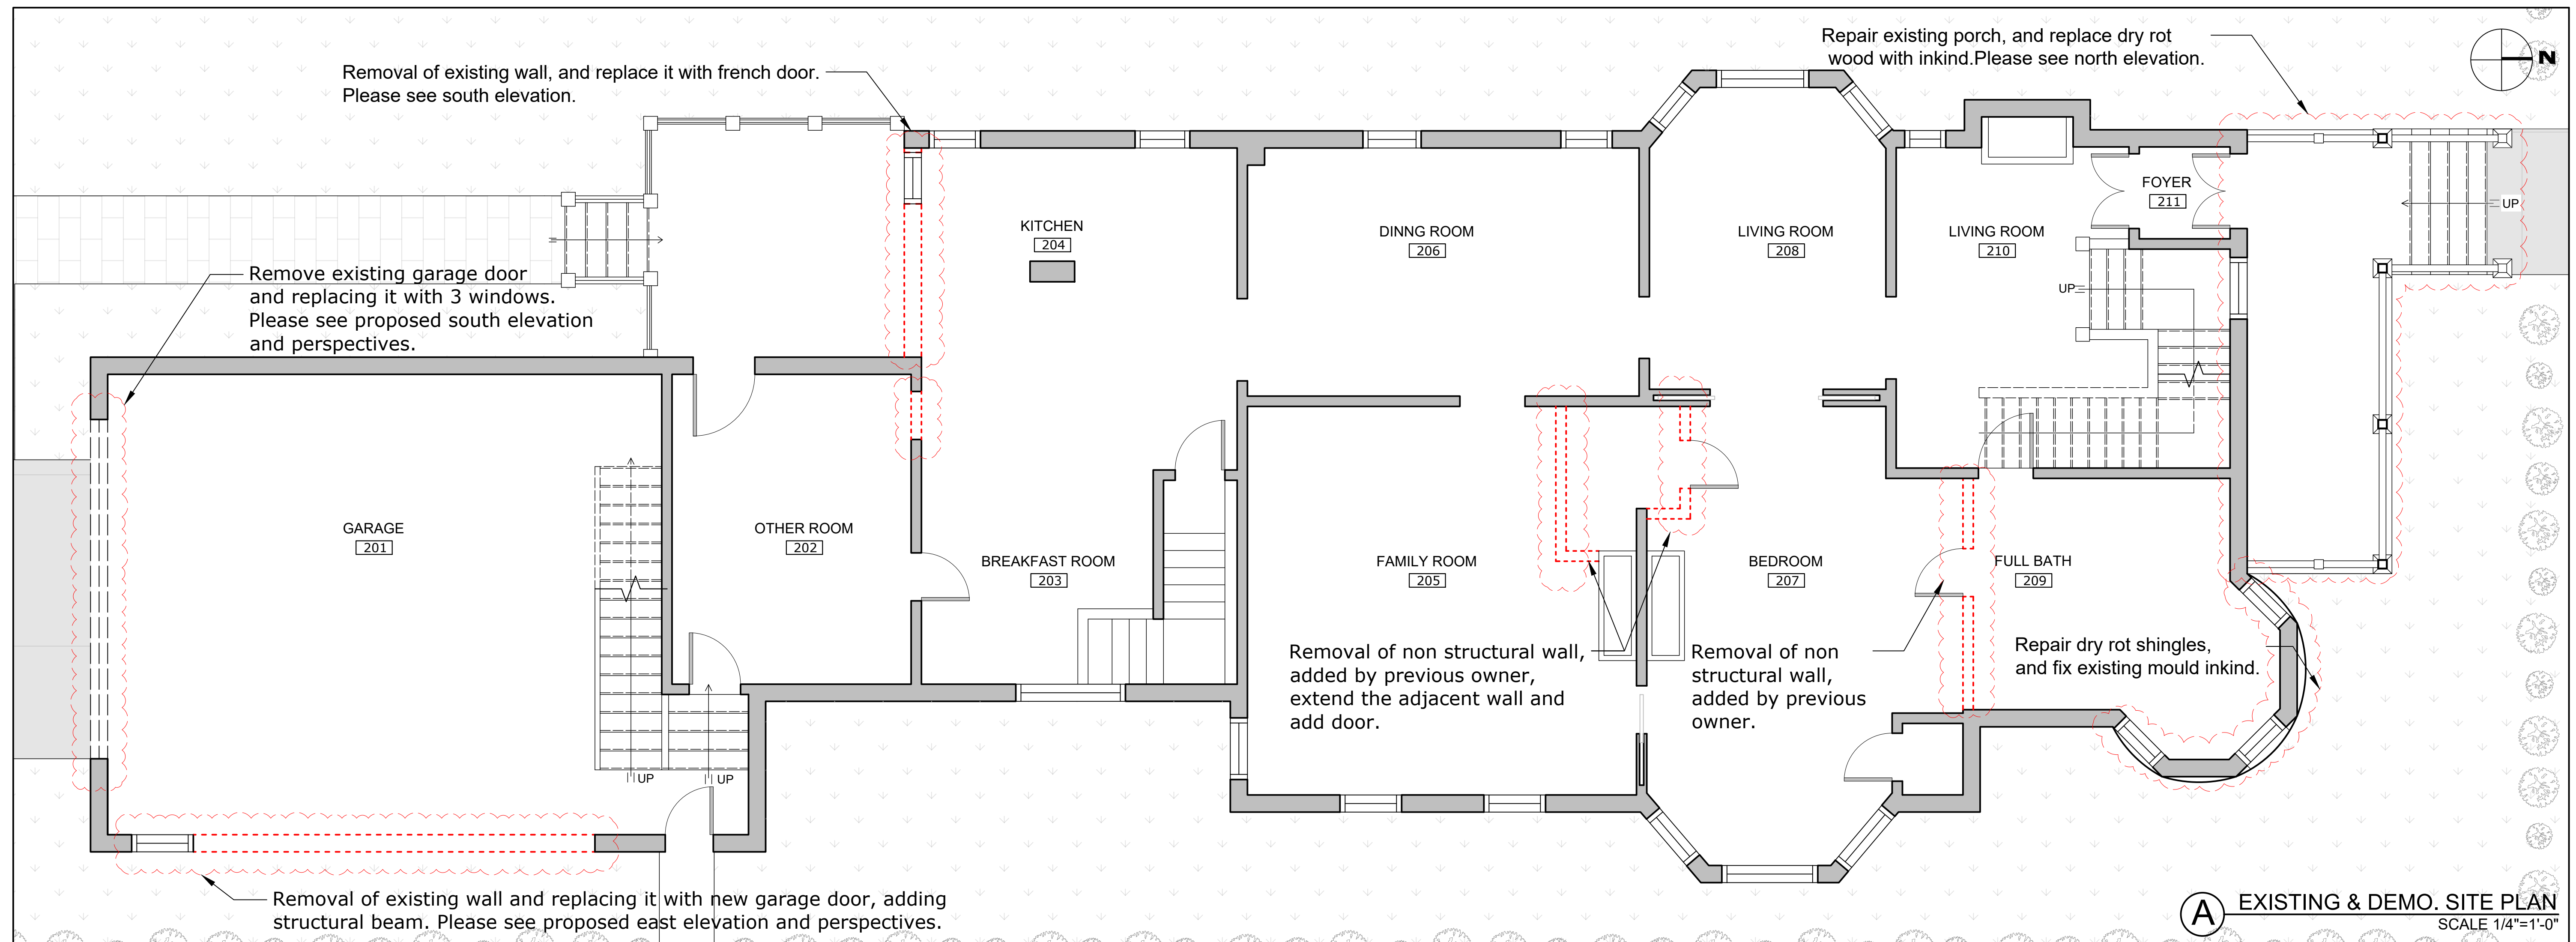 Repair existing porch, and replace dry rot
wood with inkind.Please see north elevation.
N
Removal of existing wall, and replace it with french door.
Please see south elevation.
FOYER
211
UP
KITCHEN
204
DINNG ROOM
206
LIVING ROOM
208
LIVING ROOM
210
UP
Remove existing garage door
and replacing it with 3 windows.
Please see proposed south elevation
and perspectives.
GARAGE
201
OTHER ROOM
202
BREAKFAST ROOM
203
FAMILY ROOM
205
BEDROOM
207
FULL BATH
209
Removal of non structural wall,
added by previous owner,
extend the adjacent wall and
add door.
Removal of non
structural wall,
added by previous
owner.
Repair dry rot shingles,
and fix existing mould inkind.
UP
UP
Removal of existing wall and replacing it with new garage door, adding
structural beam. Please see proposed east elevation and perspectives.
A
EXISTING & DEMO. SITE PLAN
SCALE 1/4"=1'-0"